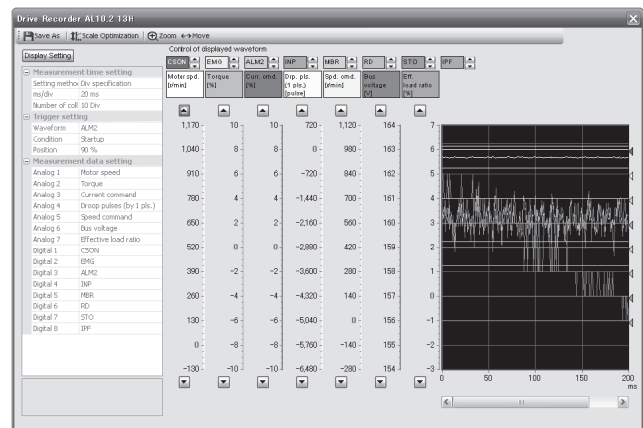 Drive Recorder AL10.2 13H
Save As Scale Optimization Zoom Move
Display Setting
Control of displayed waveform
CSON EMG ALM2 INP MBR RD STO IPF
Motor spd. [r/min]
Torque [%]
Curr. cmd. [%]
Drp. pls. (1 pls.) [pulse]
Spd. cmd. [r/min]
Bus voltage [V]
Eff. load ratio [%]
Measurement time setting
Setting metho Div specification
ms/div 20 ms
Number of coll 10 Div
Trigger setting
Waveform ALM2
Condition Startup
Position 90 %
Measurement data setting
Analog 1 Motor speed
Analog 2 Torque
Analog 3 Current command
Analog 4 Droop pulses (by 1 pls.)
Analog 5 Speed command
Analog 6 Bus voltage
Analog 7 Effective load ratio
Digital 1 CSON
Digital 2 EMG
Digital 3 ALM2
Digital 4 INP
Digital 5 MBR
Digital 6 RD
Digital 7 STO
Digital 8 IPF
1,170 10 10 720 1,120 164 7
1,040 8 8 0 980 163 6
910 6 6 -720 840 162 5
780 4 4 -1,440 700 161 4
650 2 2 -2,160 560 160 3
520 0 0 -2,880 420 159 2
390 -2 -2 -3,600 280 158 1
260 -4 -4 -4,320 140 157 0
130 -6 -6 -5,040 0 156 -1
0 -8 -8 -5,760 -140 155 -2
-130 -10 -10 -6,480 -280 154 -3
0 50 100 150 200
ms